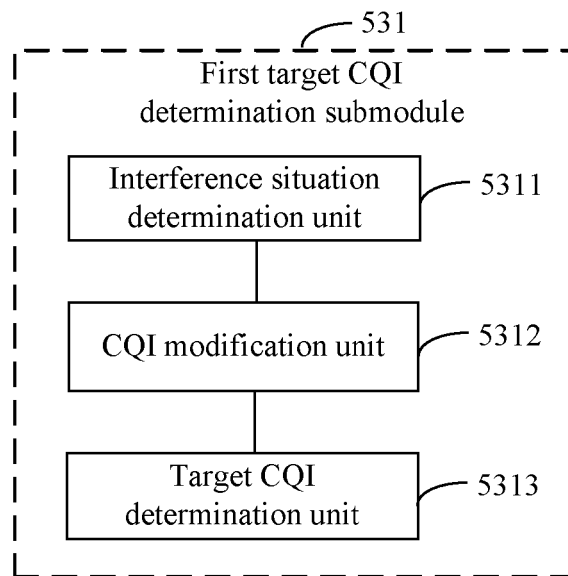 531
First target CQI
determination submodule
Interference situation
determination unit
5311
CQI modification unit
5312
Target CQI
determination unit
5313